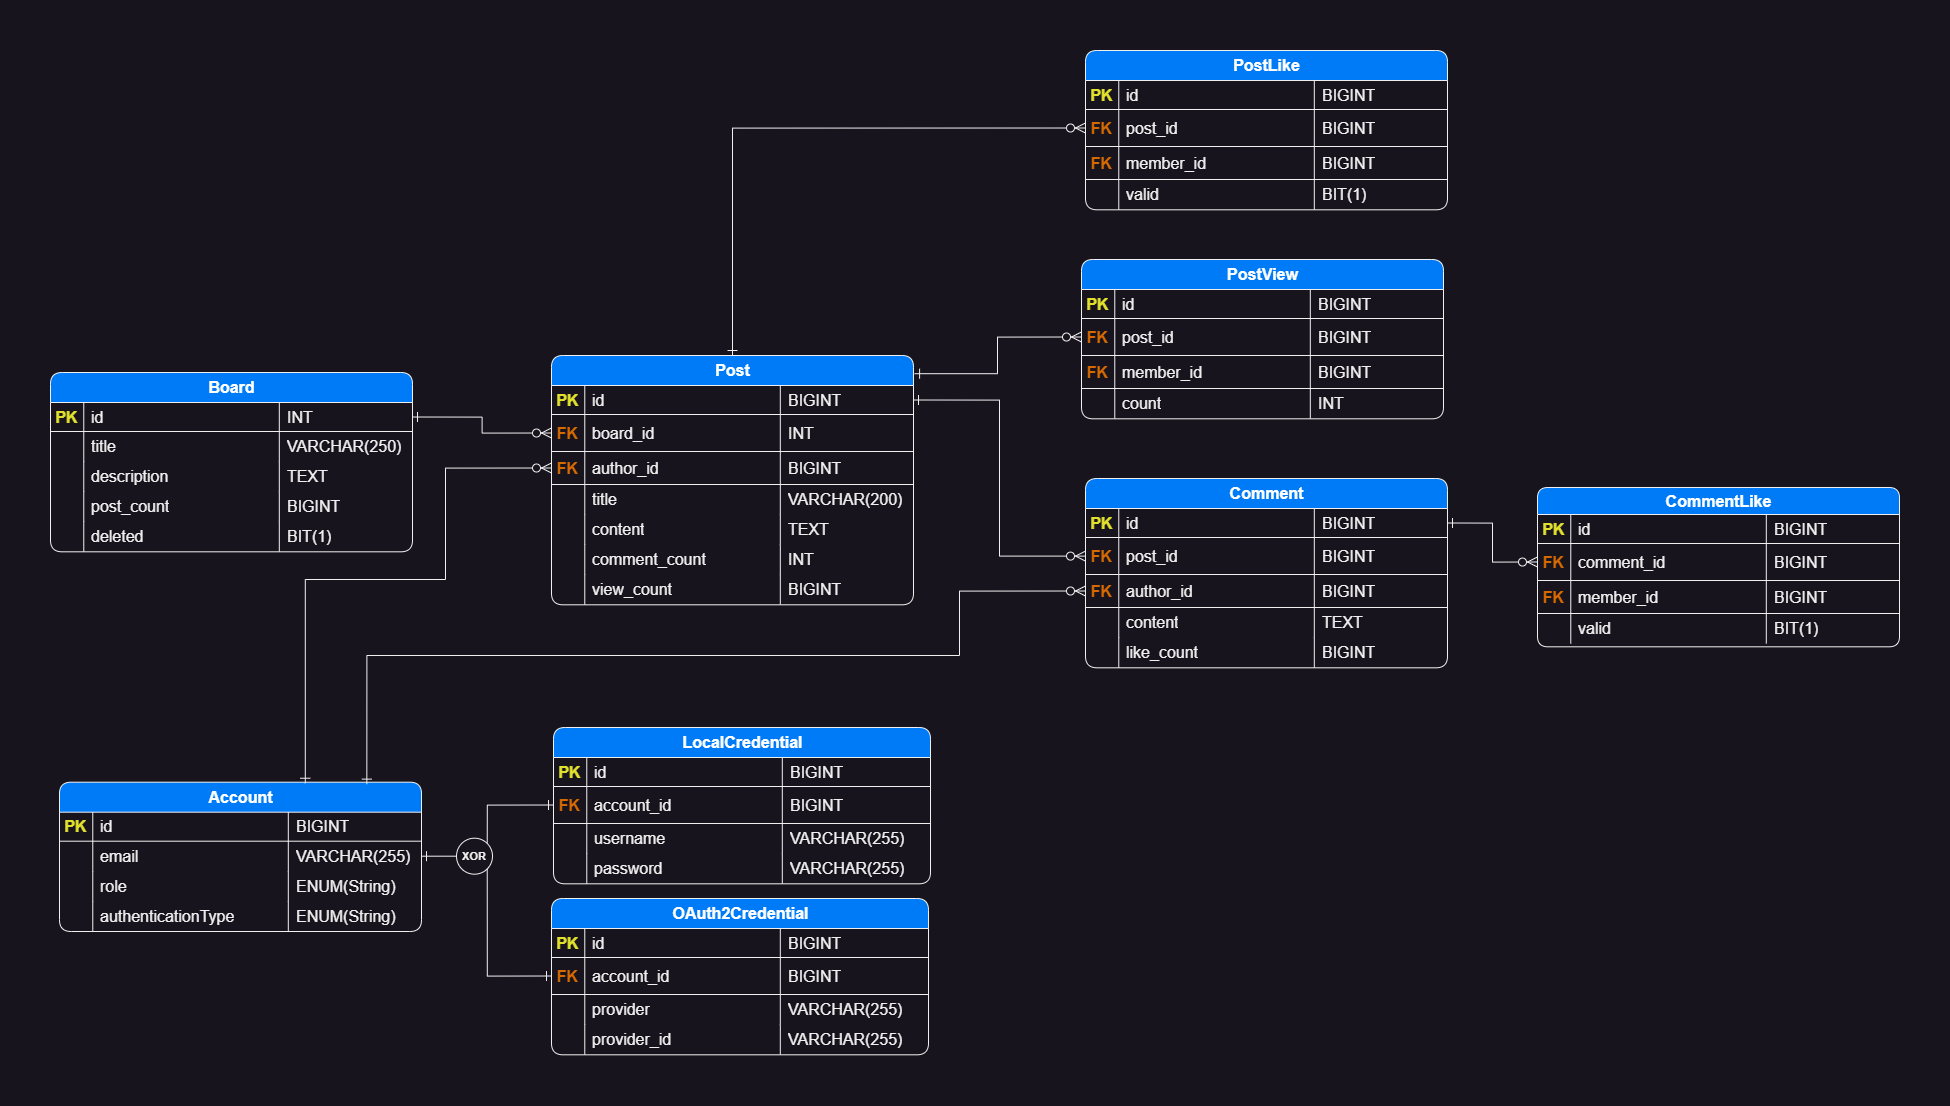 PostLike
PK id BIGINT
FK post_id BIGINT
FK member_id BIGINT
valid BIT(1)
PostView
PK id BIGINT
FK post_id BIGINT
FK member_id BIGINT
count INT
Board
PK id INT
title VARCHAR(250)
description TEXT
post_count BIGINT
deleted BIT(1)
Post
PK id BIGINT
FK board_id INT
FK author_id BIGINT
title VARCHAR(200)
content TEXT
comment_count INT
view_count BIGINT
Comment
PK id BIGINT
FK post_id BIGINT
FK author_id BIGINT
content TEXT
like_count BIGINT
CommentLike
PK id BIGINT
FK comment_id BIGINT
FK member_id BIGINT
valid BIT(1)
Account
PK id BIGINT
email VARCHAR(255)
role ENUM(String)
authenticationType ENUM(String)
XOR
LocalCredential
PK id BIGINT
FK account_id BIGINT
username VARCHAR(255)
password VARCHAR(255)
OAuth2Credential
PK id BIGINT
FK account_id BIGINT
provider VARCHAR(255)
provider_id VARCHAR(255)